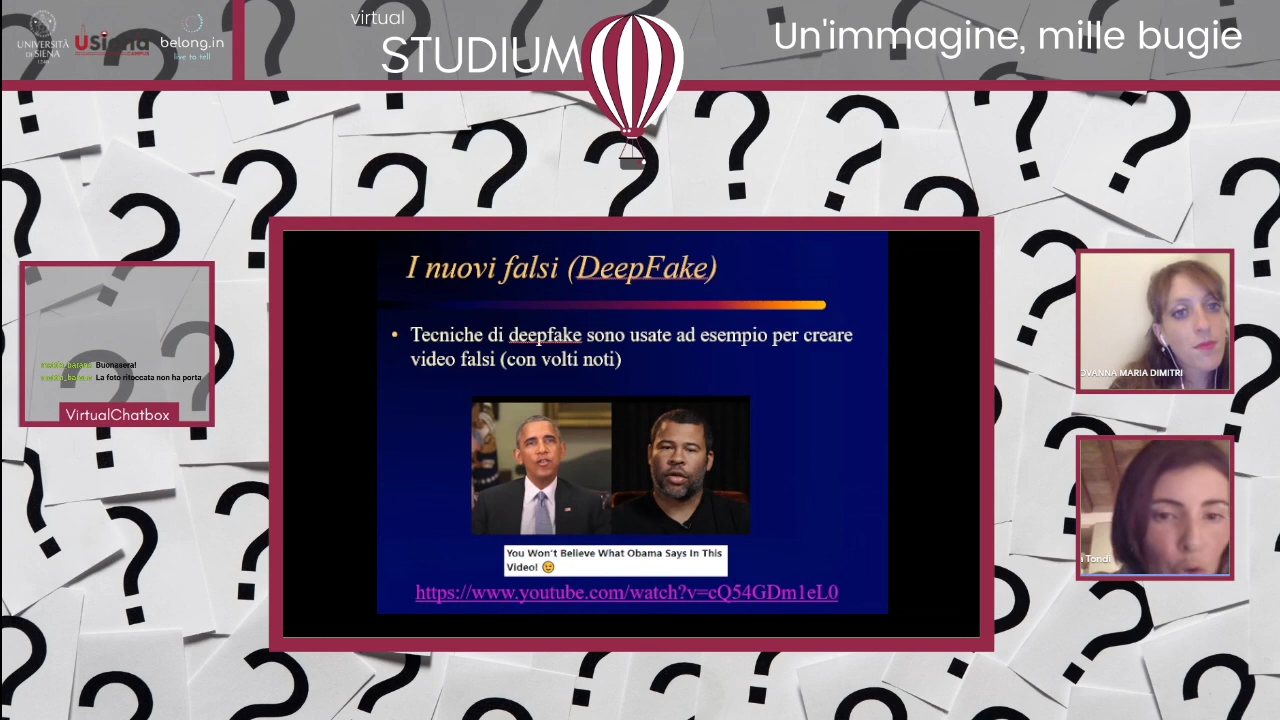 UNIVERSITÀ
DI SIENA
1240
usiena
belong.in
live to tell
virtual
STUDIUM
Un'immagine, mille bugie
Buonasera!
La foto ritoccata non ha porta
VirtualChatbox
I nuovi falsi (DeepFake)
• Tecniche di deepfake sono usate ad esempio per creare
video falsi (con volti noti)
You Won't Believe What Obama Says In This
Video! 😉
https://www.youtube.com/watch?v=cQ54GDm1eL0
OVANNA MARIA DIMITRI
Tondi